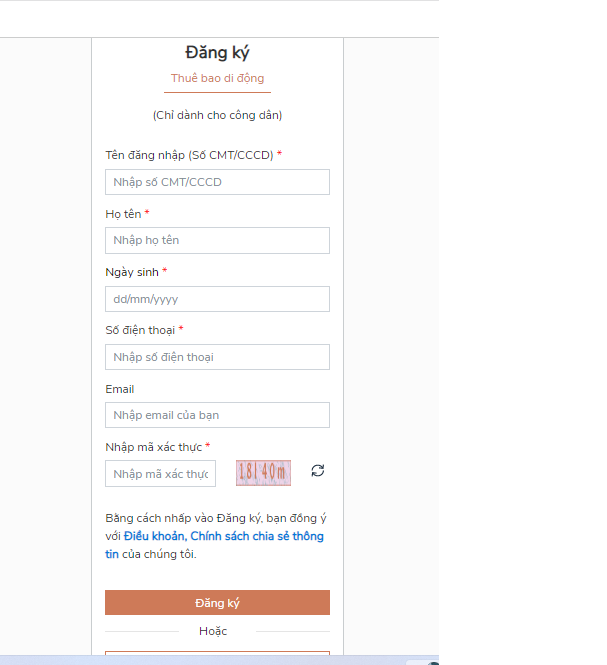 Đăng ký
Thuê bao di động
(Chỉ dành cho công dân)
Tên đăng nhập (Số CMT/CCCD) *
Nhập số CMT/CCCD
Họ tên *
Nhập họ tên
Ngày sinh *
dd/mm/yyyy
Số điện thoại *
Nhập số điện thoại
Email
Nhập email của bạn
Nhập mã xác thực *
Nhập mã xác thực
Bằng cách nhấp vào Đăng ký, bạn đồng ý
với Điều khoản, Chính sách chia sẻ thông
tin của chúng tôi.
Đăng ký
Hoặc